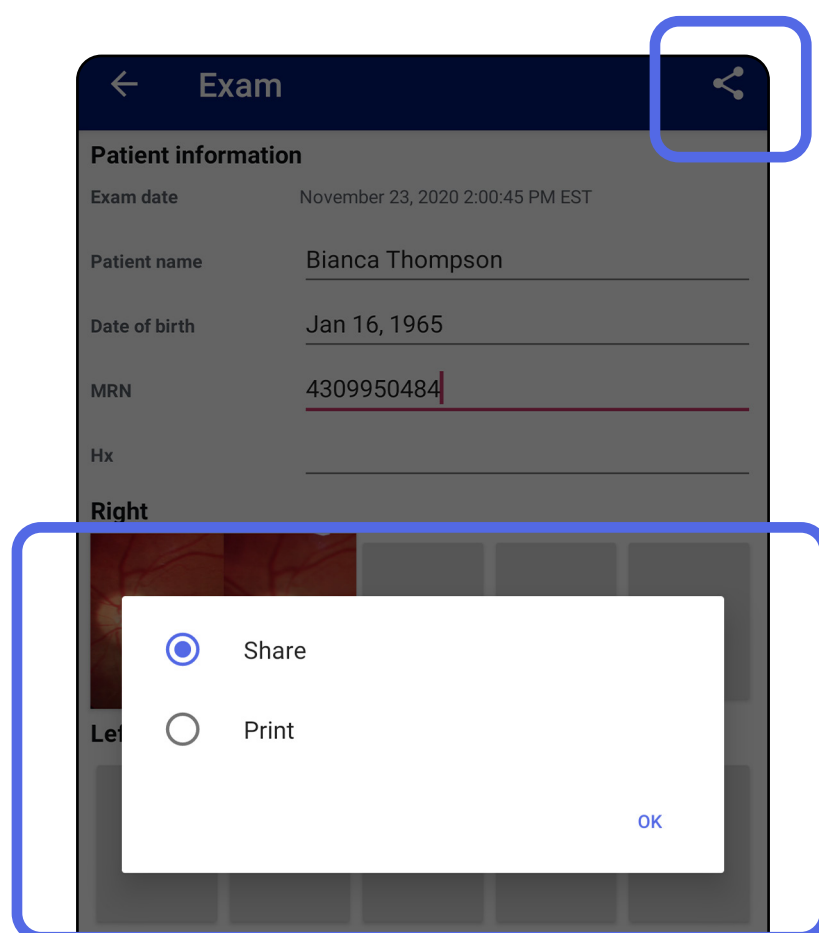 Exam
Patient information
Exam date November 23, 2020 2:00:45 PM EST
Patient name Bianca Thompson
Date of birth Jan 16, 1965
MRN 4309950484
Hx
Right
Share
Print
Lef
OK